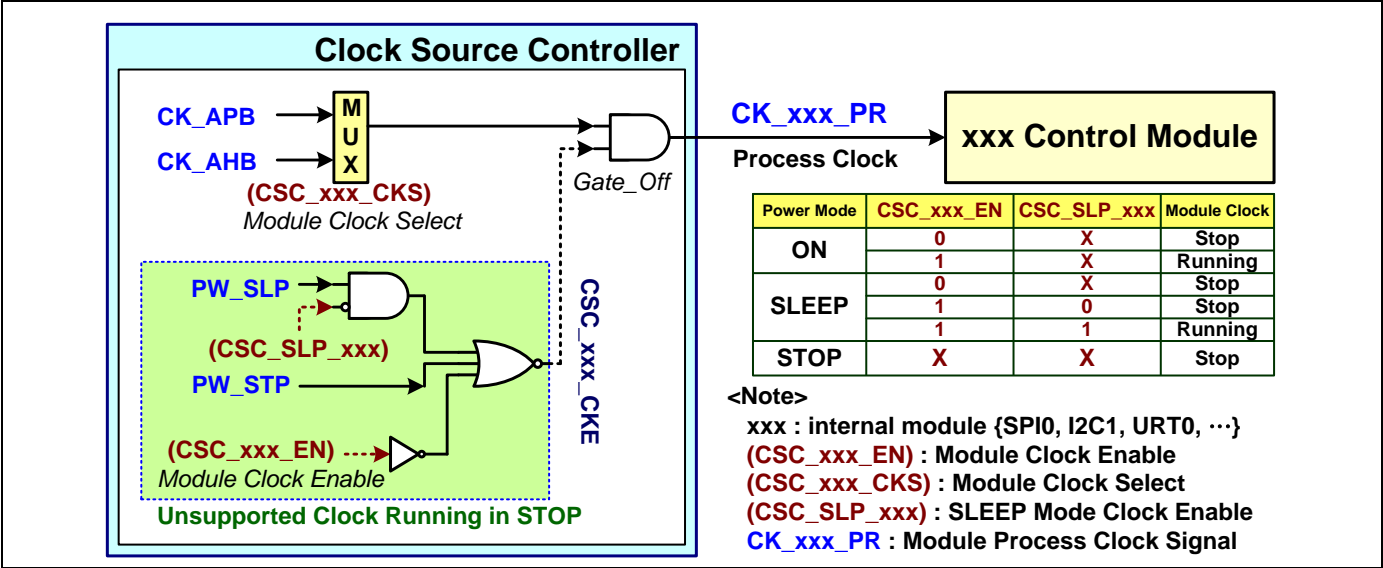 Clock Source Controller
CK_APB
CK_AHB
MUX
(CSC_xxx_CKS)
Module Clock Select
Gate_Off
CK_xxx_PR
Process Clock
xxx Control Module
PW_SLP
(CSC_SLP_xxx)
PW_STP
(CSC_xxx_EN)
Module Clock Enable
Unsupported Clock Running in STOP
CSC_xxx_CKE
Power Mode CSC_xxx_EN CSC_SLP_xxx Module Clock
ON 0 X Stop
1 X Running
SLEEP 0 X Stop
1 0 Stop
1 1 Running
STOP X X Stop
<Note>
xxx : internal module {SPI0, I2C1, URT0, ⋯}
(CSC_xxx_EN) : Module Clock Enable
(CSC_xxx_CKS) : Module Clock Select
(CSC_SLP_xxx) : SLEEP Mode Clock Enable
CK_xxx_PR : Module Process Clock Signal